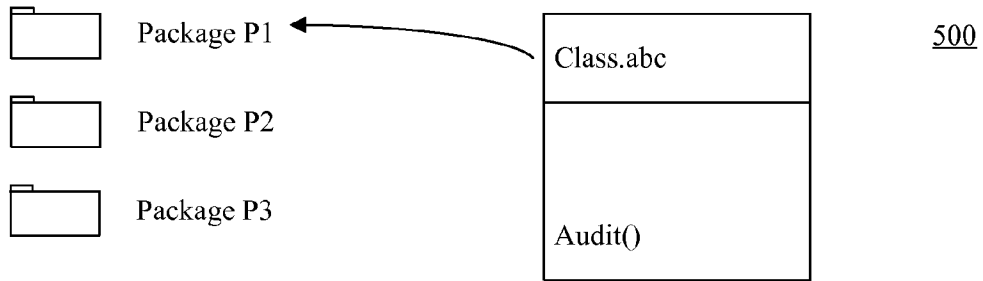 Package P1
Class.abc
500
Package P2
Package P3
Audit()